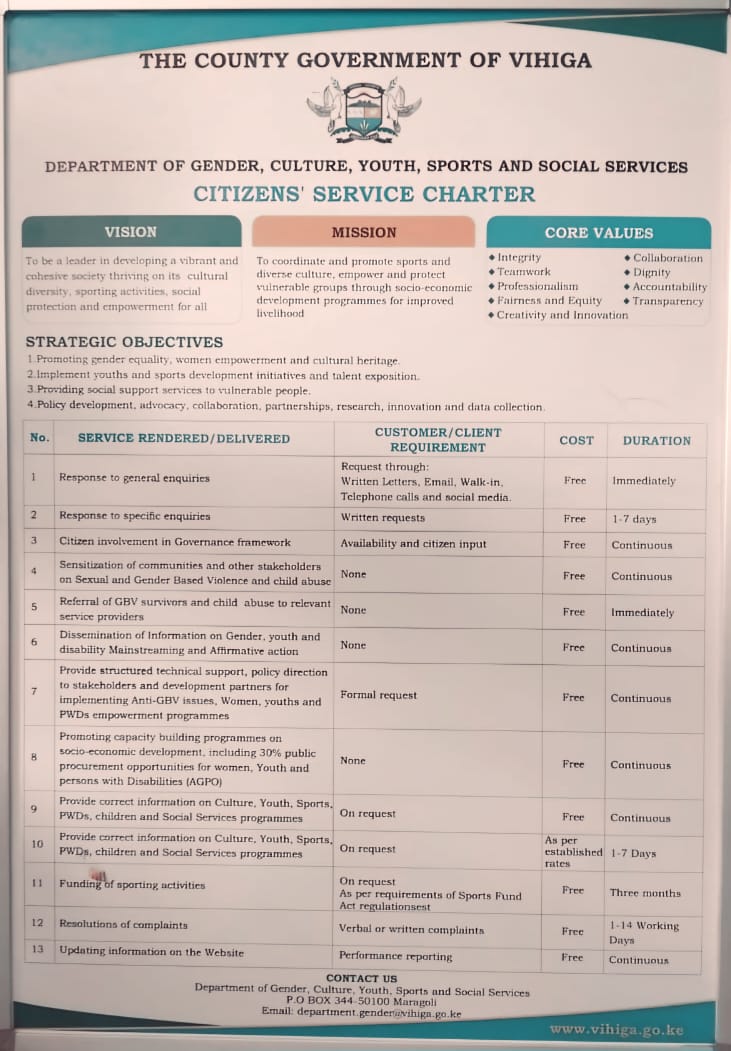 THE COUNTY GOVERNMENT OF VIHIGA
DEPARTMENT OF GENDER, CULTURE, YOUTH, SPORTS AND SOCIAL SERVICES
CITIZENS' SERVICE CHARTER
VISION
To be a leader in developing a vibrant and
cohesive society thriving on its cultural
diversity, sporting activities, social
protection and empowerment for all
MISSION
To coordinate and promote sports and
diverse culture, empower and protect
vulnerable groups through socio-economic
development programmes for improved
livelihood
CORE VALUES
◆ Integrity
◆ Teamwork
◆ Professionalism
◆ Fairness and Equity
◆ Creativity and Innovation
◆ Collaboration
◆ Dignity
◆ Accountability
◆ Transparency
STRATEGIC OBJECTIVES
1.Promoting gender equality, women empowerment and cultural heritage.
2.Implement youths and sports development initiatives and talent exposition.
3.Providing social support services to vulnerable people.
4.Policy development, advocacy, collaboration, partnerships, research, innovation and data collection.
No. SERVICE RENDERED/DELIVERED CUSTOMER/CLIENT REQUIREMENT COST DURATION
1
Response to general enquiries
Request through:
Written Letters, Email, Walk-in,
Telephone calls and social media.
Free
Immediately
2
Response to specific enquiries
Written requests
Free
1-7 days
3
Citizen involvement in Governance framework
Availability and citizen input
Free
Continuous
4
Sensitization of communities and other stakeholders
on Sexual and Gender Based Violence and child abuse
None
Free
Continuous
5
Referral of GBV survivors and child abuse to relevant
service providers
None
Free
Immediately
6
Dissemination of Information on Gender, youth and
disability Mainstreaming and Affirmative action
None
Free
Continuous
7
Provide structured technical support, policy direction
to stakeholders and development partners for
implementing Anti-GBV issues, Women, youths and
PWDs empowerment programmes
Formal request
Free
Continuous
8
Promoting capacity building programmes on
socio-economic development, including 30% public
procurement opportunities for women, Youth and
persons with Disabilities (AGPO)
None
Free
Continuous
9
Provide correct information on Culture, Youth, Sports,
PWDs, children and Social Services programmes
On request
Free
Continuous
10
Provide correct information on Culture, Youth, Sports,
PWDs, children and Social Services programmes
On request
As per
established
rates
1-7 Days
11
Funding of sporting activities
On request
As per requirements of Sports Fund
Act regulationsest
Free
Three months
12
Resolutions of complaints
Verbal or written complaints
Free
1-14 Working
Days
13
Updating information on the Website
Performance reporting
Free
Continuous
CONTACT US
Department of Gender, Culture, Youth, Sports and Social Services
P.O BOX 344-50100 Maragoli
Email: department.gender@vihiga.go.ke
www.vihiga.go.ke